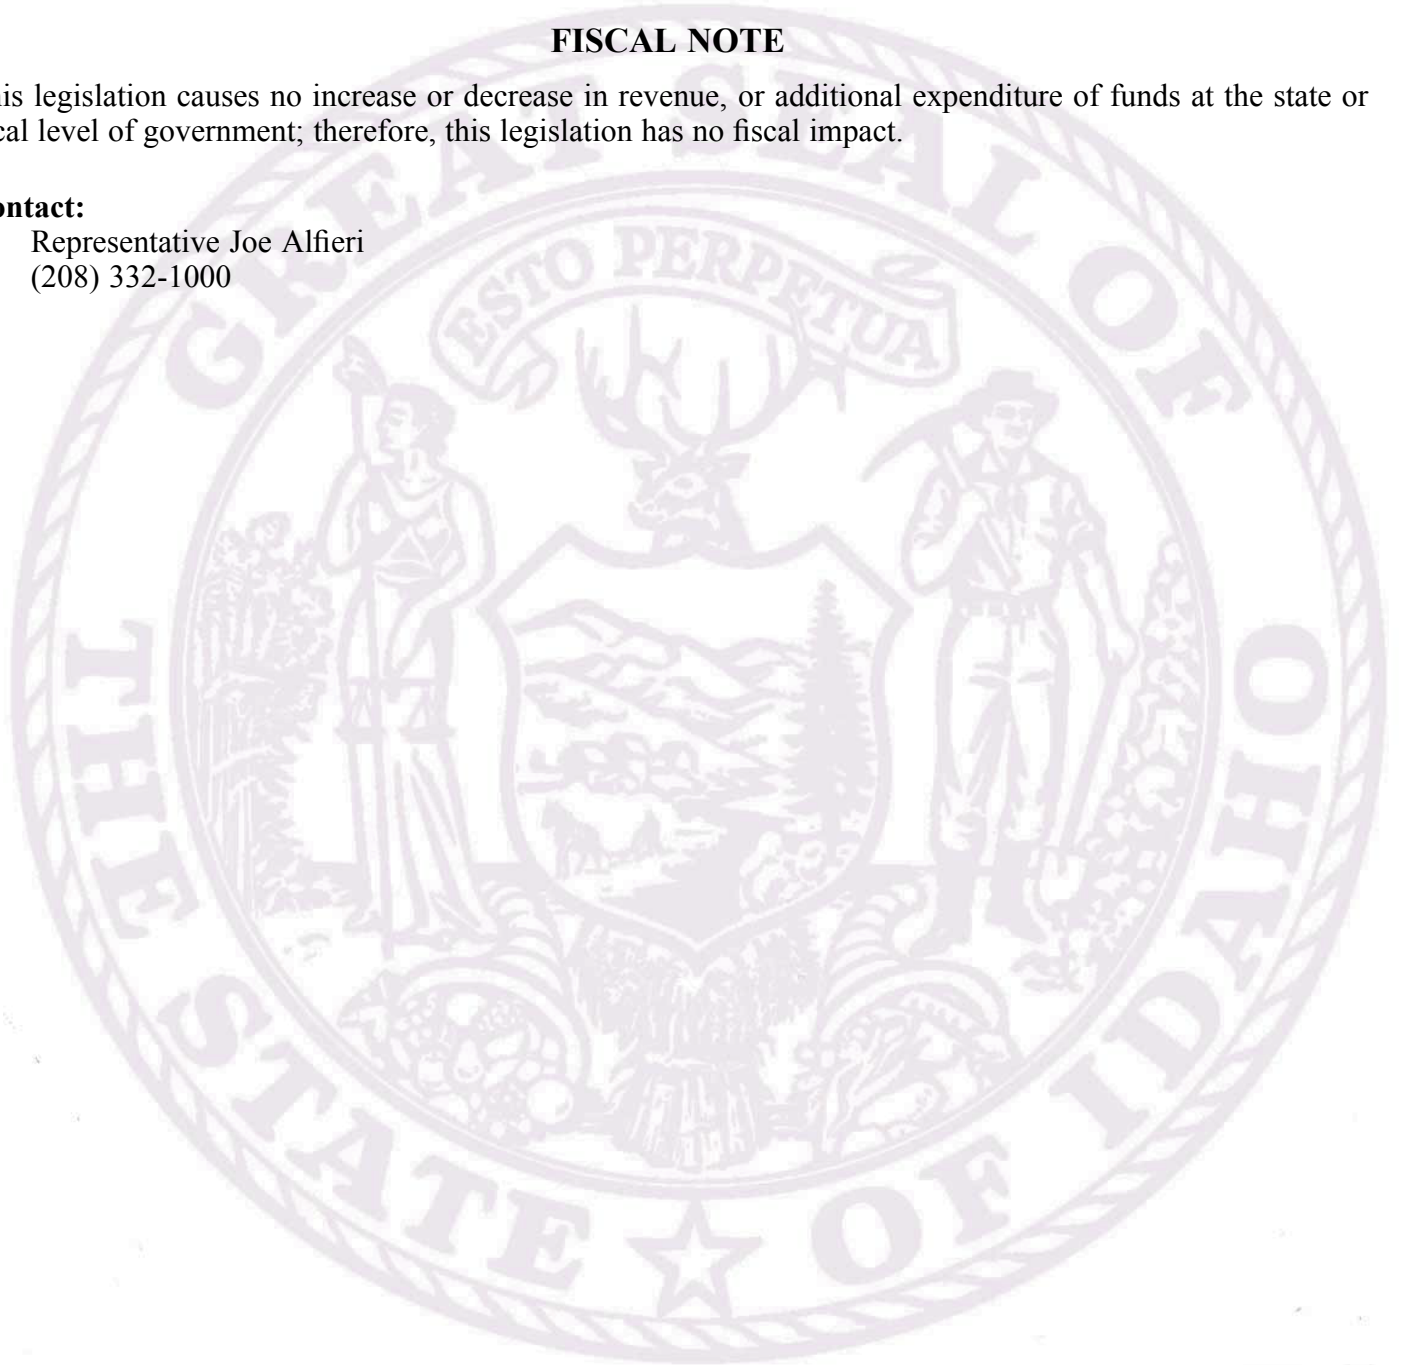 FISCAL NOTE
is legislation causes no increase or decrease in revenue, or additional expenditure of funds at the state or
cal level of government; therefore, this legislation has no fiscal impact.
ontact:
Representative Joe Alfieri
(208) 332-1000
GREAT SEAL OF
ESTO PERPETUA
THE STATE OF IDAHO